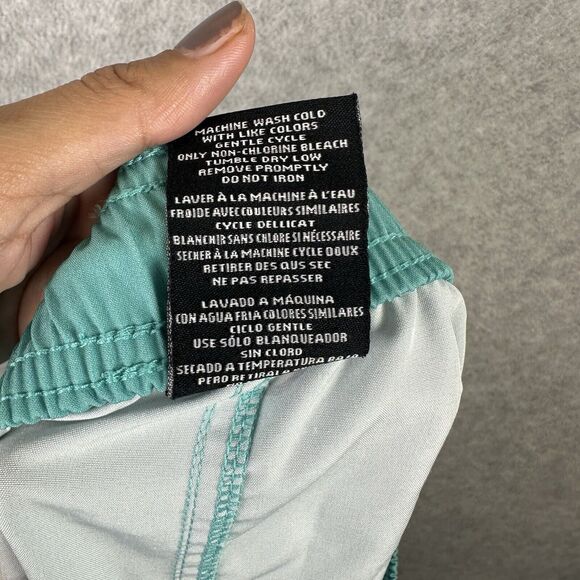 MACHINE WASH COLD
WITH LIKE COLORS
GENTLE CYCLE
ONLY NON-CHLORINE BLEACH
TUMBLE DRY LOW
REMOVE PROMPTLY
DO NOT IRON
LAVER À LA MACHINE À L'EAU
FROIDE AVEC COULEURS SIMILAIRES
CYCLE DELLICAT
BLANCHIR SANS CHLORE SI NÉCESSAIRE
SECHER À LA MACHINE CYCLE DOUX
RETIRER DES QUS SEC
NE PAS REPASSER
LAVADO A MÁQUINA
CON AGUA FRIA COLORES SIMILARES
CICLO GENTLE
USE SÓLO BLANQUEADOR
SIN CLORO
SECADO A TEMPERATURA BAJA
PERO RETIRALA